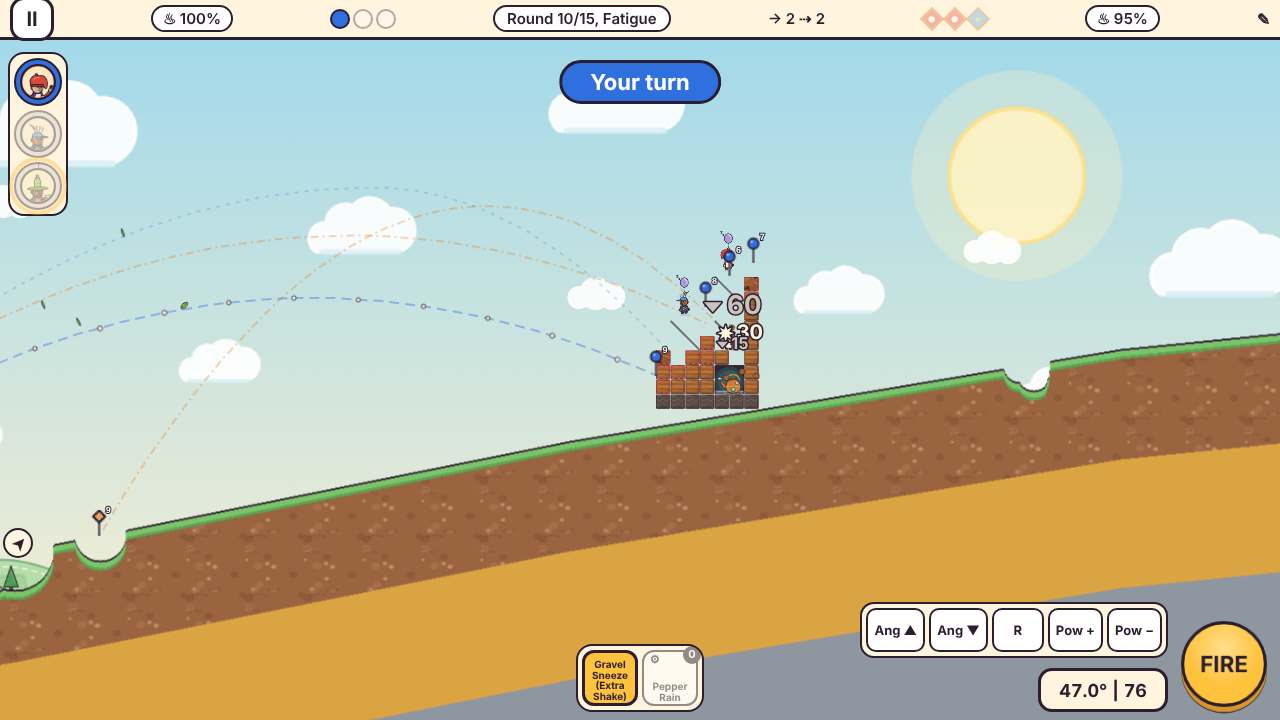 100%
Round 10/15, Fatigue
→ 2 ⇢ 2
95%
Your turn
7
6
8
60
30
15
9
9
Ang ▲
Ang ▼
R
Pow +
Pow −
FIRE
47.0° | 76
Gravel
Sneeze
(Extra
Shake)
0
Pepper
Rain